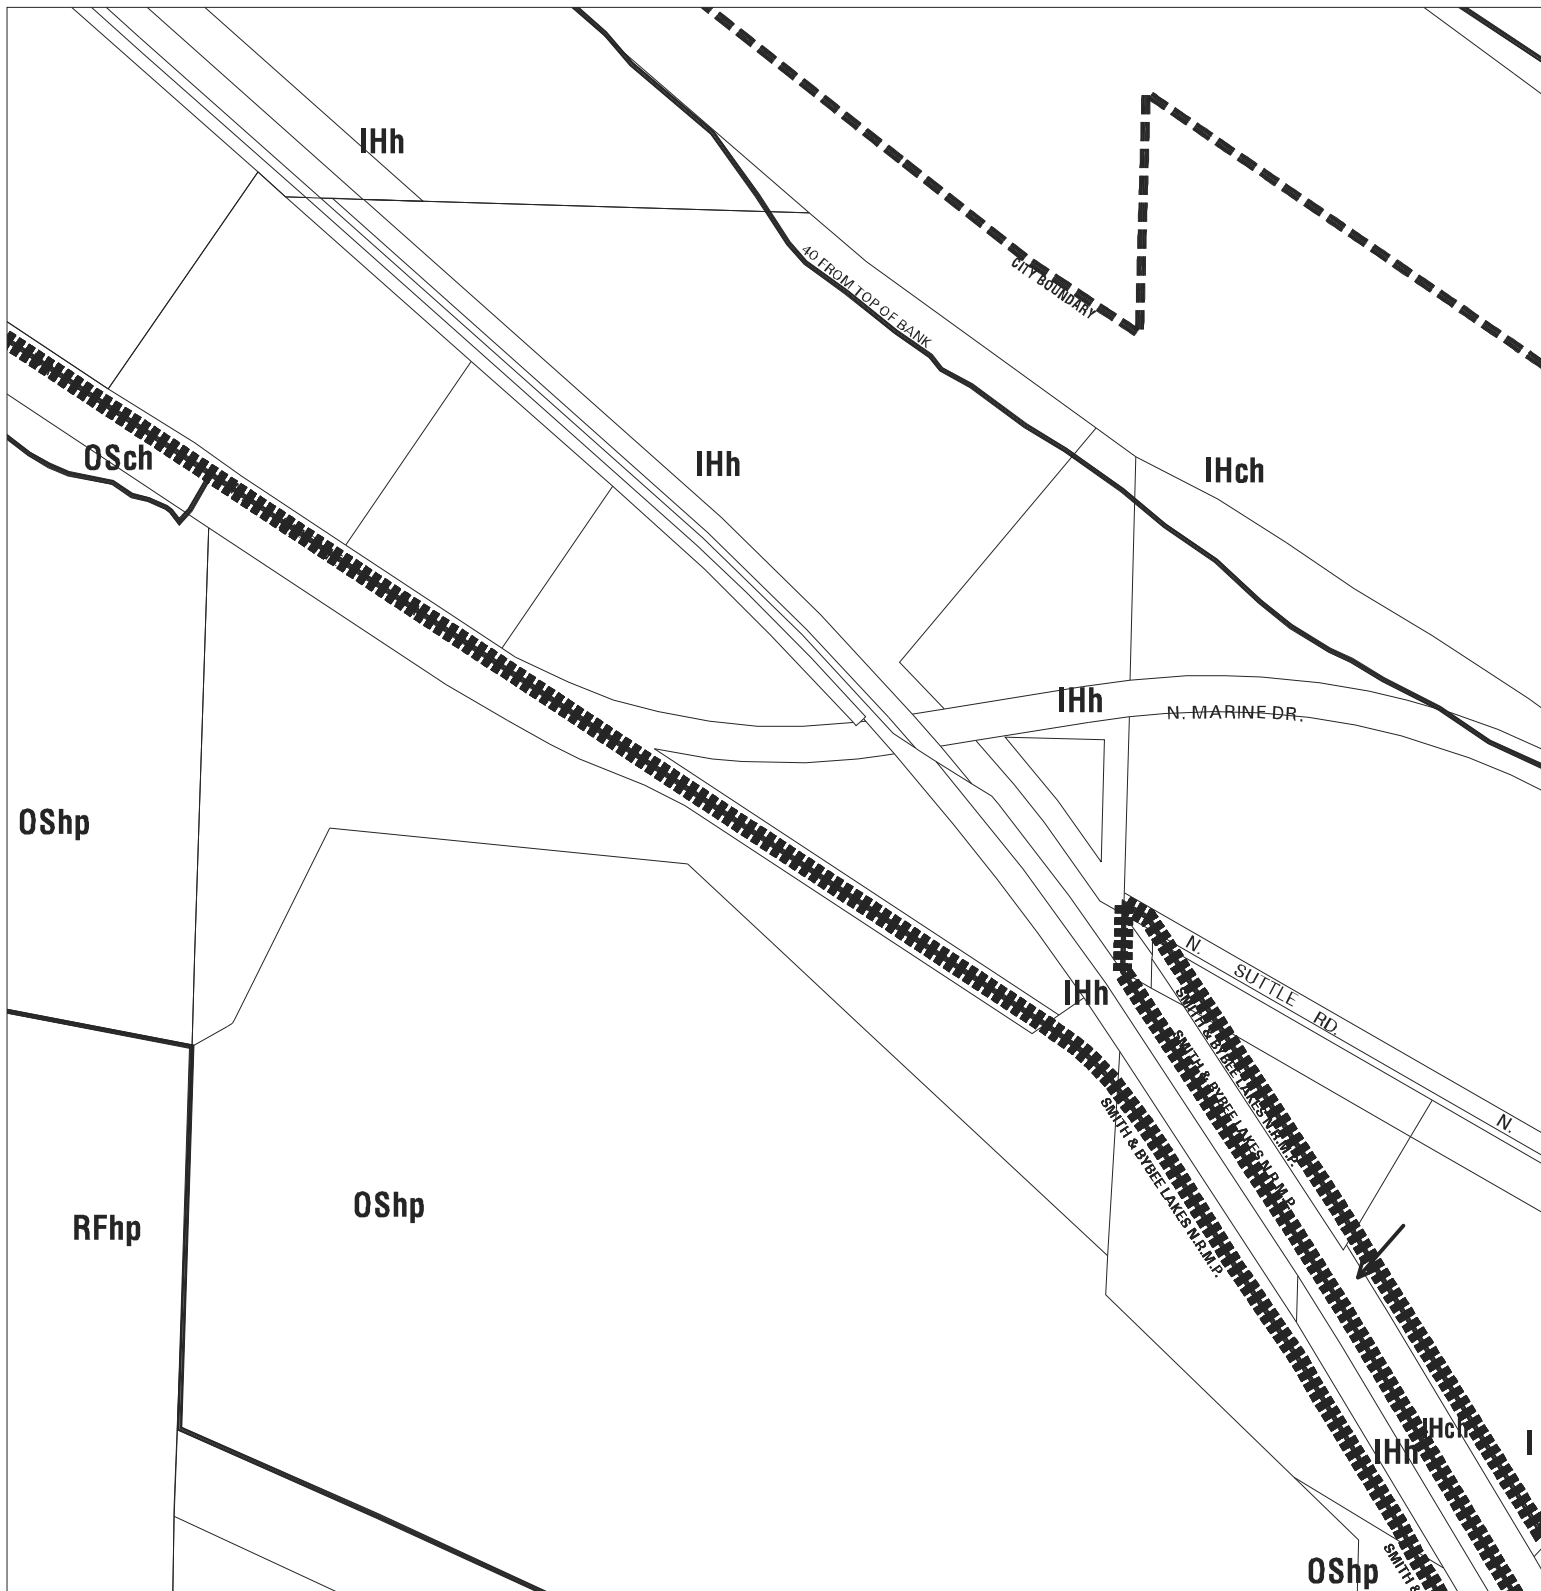 IHh
CITY BOUNDARY
40 FROM TOP OF BANK
OSch
IHh
IHch
IHh
N. MARINE DR.
OShp
N. SUTTLE RD.
IHh
SMITH & BYBEE LAKES N.R.M.P.
SMITH & BYBEE LAKES N.R.M.P.
SMITH & BYBEE LAKES N.R.M.P.
N.
OShp
RFhp
IHch
IHh
I
OShp
SMITH &